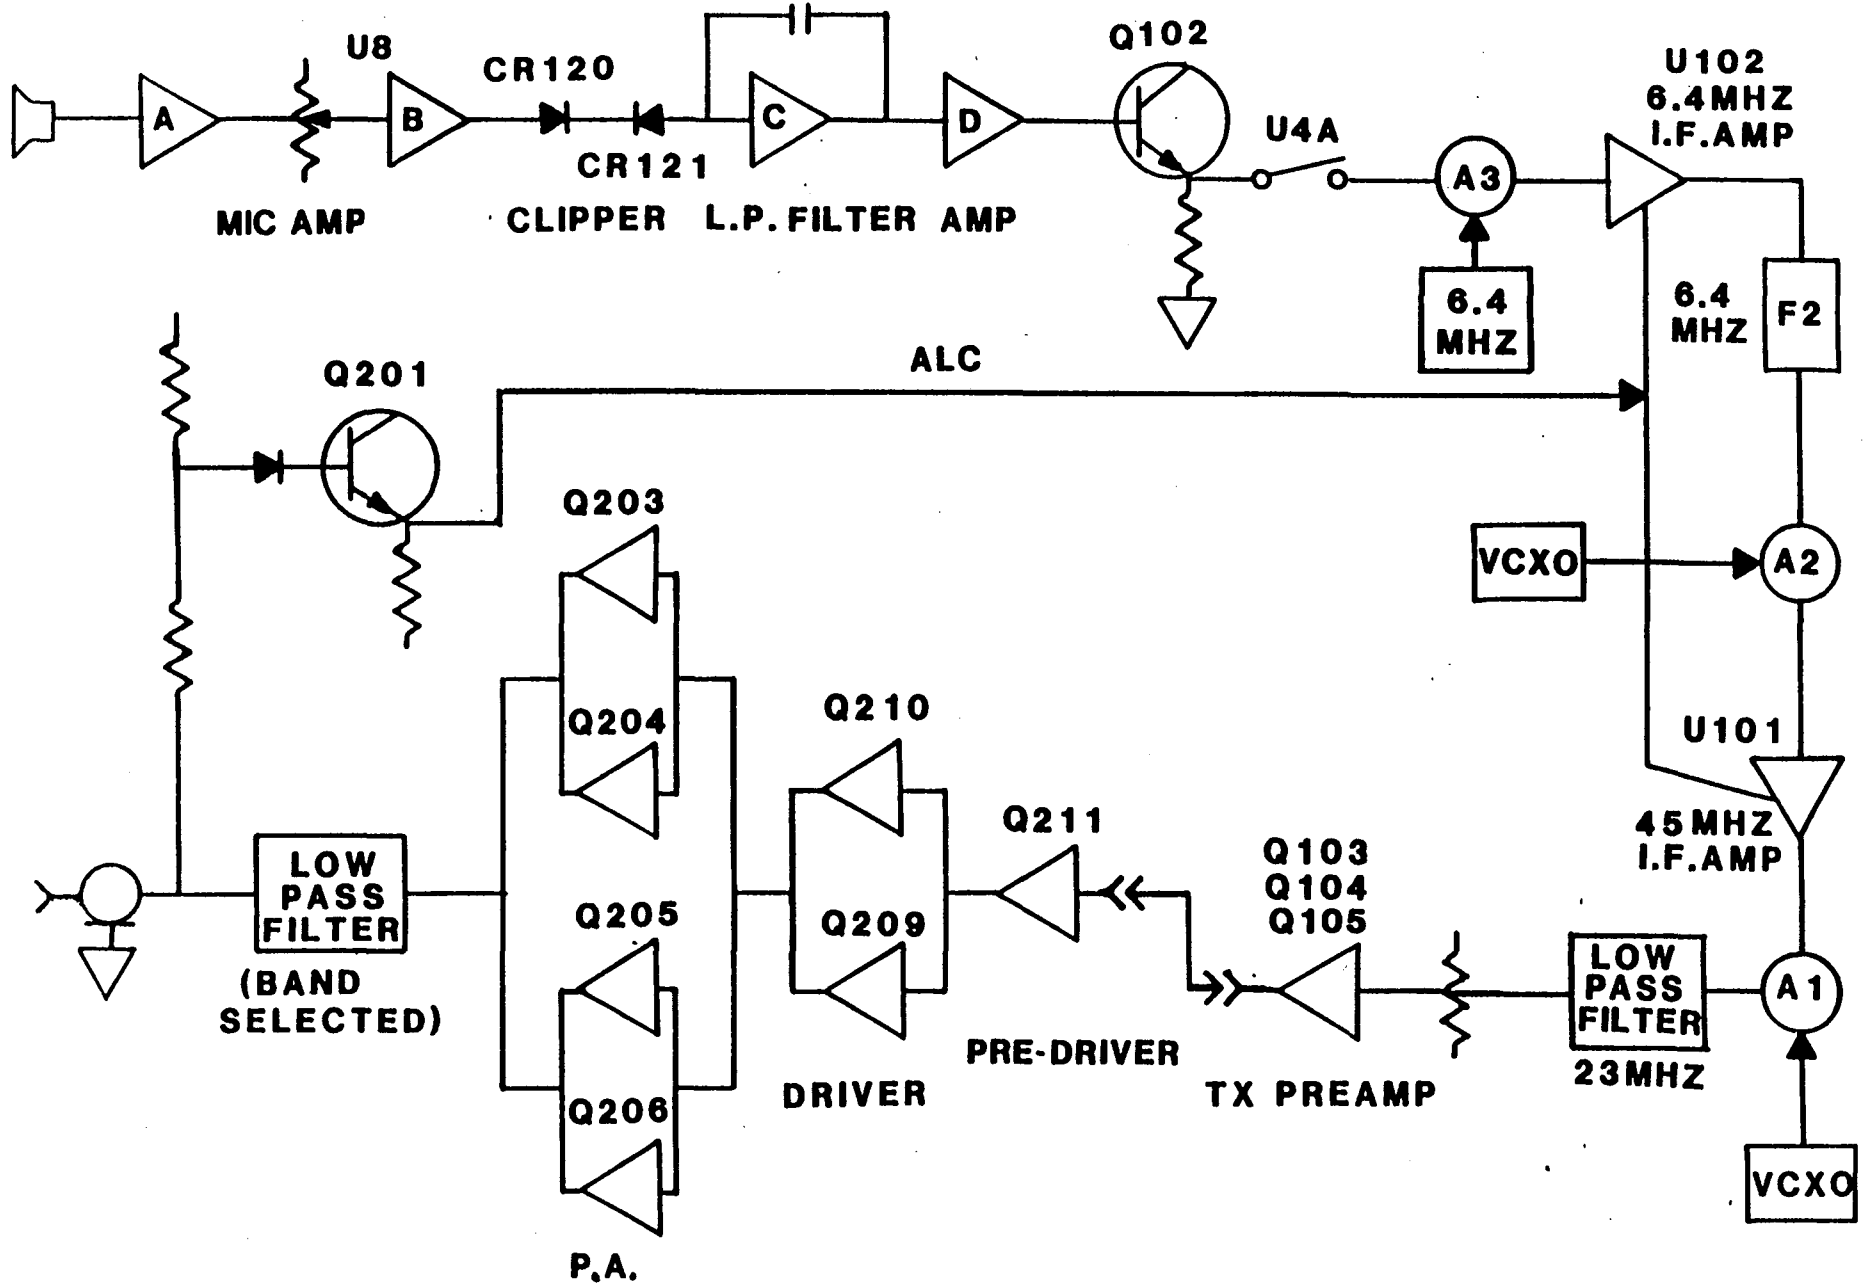 Q102
U8
U102
6.4MHZ
I.F.AMP
CR120
A
B
C
D
U4A
CR121
A3
MIC AMP
CLIPPER
L.P. FILTER
AMP
6.4
MHZ
6.4
MHZ
F2
ALC
Q201
Q203
VCXO
A2
Q204
Q210
U101
45MHZ
I.F.AMP
Q211
Q103
Q104
Q105
LOW
PASS
FILTER
(BAND
SELECTED)
Q205
Q209
LOW
PASS
FILTER
23MHZ
A1
PRE-DRIVER
DRIVER
TX PREAMP
Q206
VCXO
P.A.